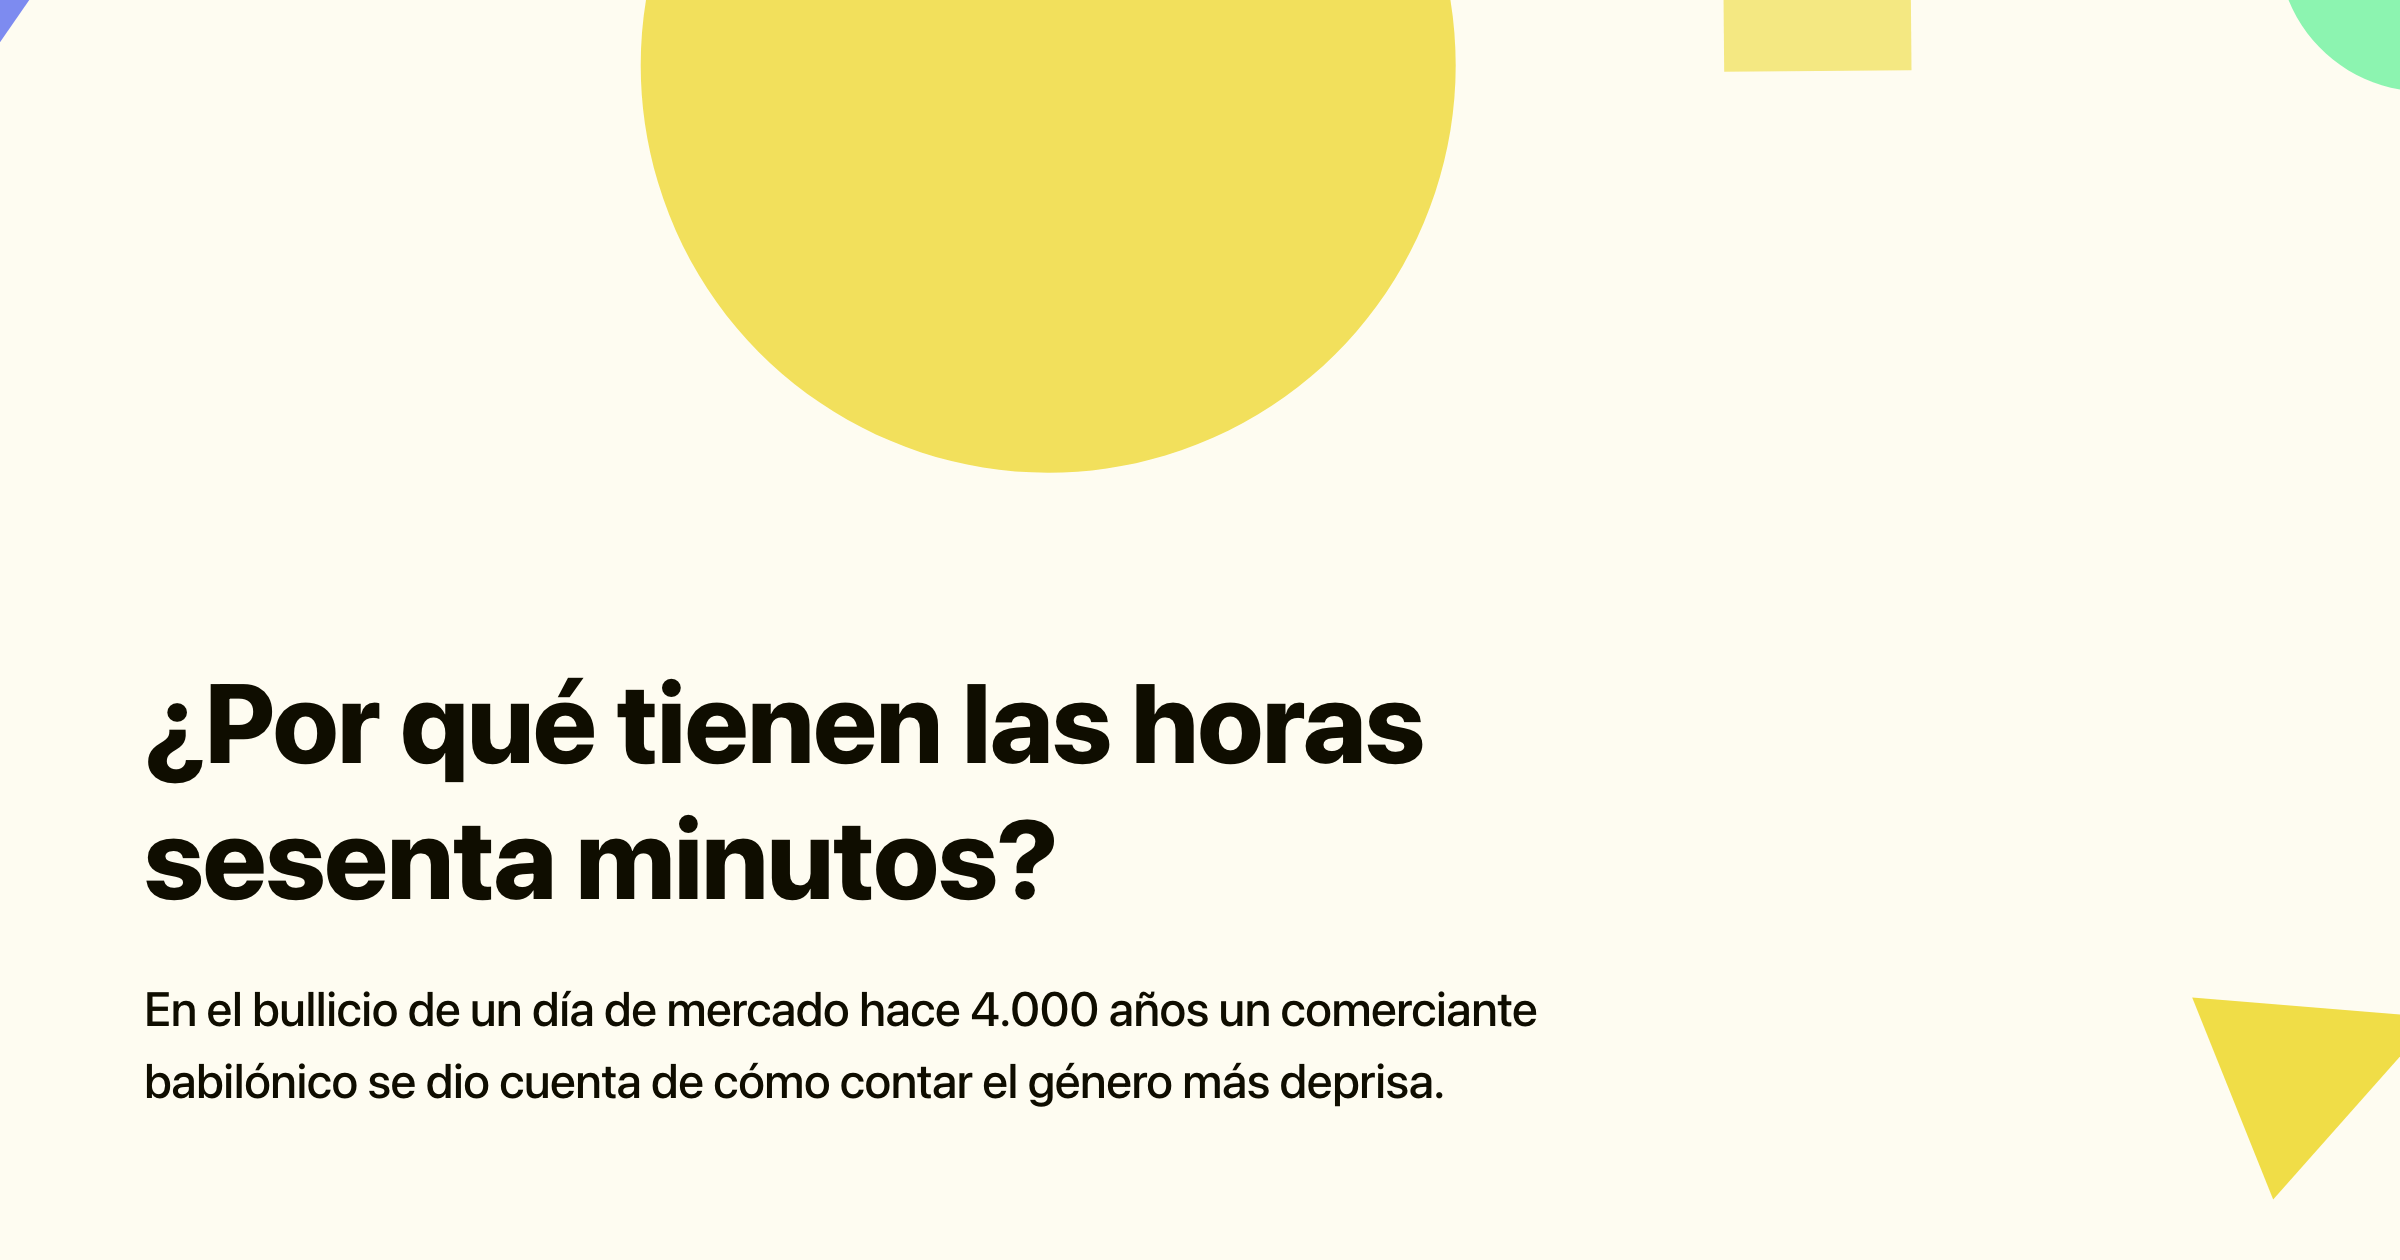 ¿Por qué tienen las horas
sesenta minutos?
En el bullicio de un día de mercado hace 4.000 años un comerciante
babilónico se dio cuenta de cómo contar el género más deprisa.